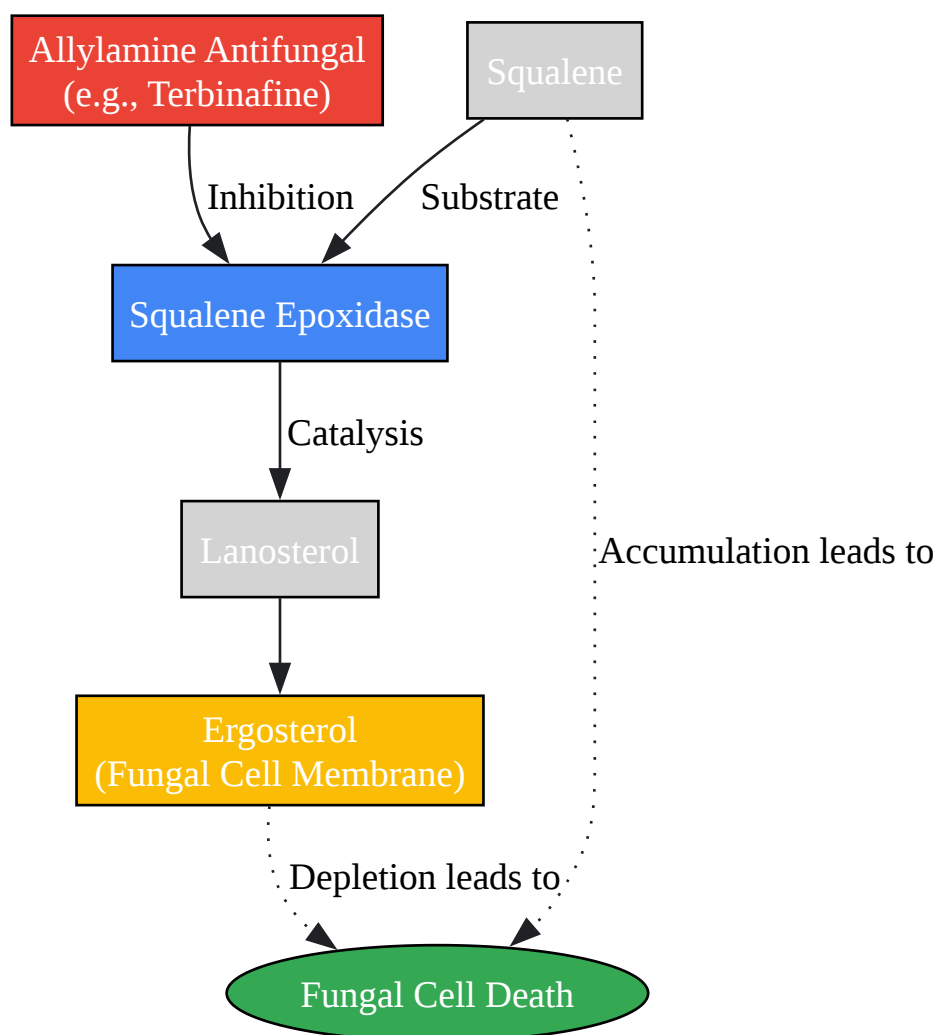 Allylamine Antifungal
(e.g., Terbinafine)
Squalene
Inhibition
Substrate
Squalene Epoxidase
Catalysis
Lanosterol
Accumulation leads to
Ergosterol
(Fungal Cell Membrane)
Depletion leads to
Fungal Cell Death